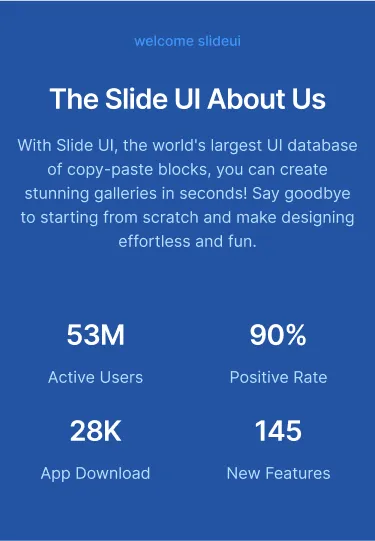 welcome slideui
The Slide UI About Us
With Slide UI, the world's largest UI database
of copy-paste blocks, you can create
stunning galleries in seconds! Say goodbye
to starting from scratch and make designing
effortless and fun.
53M
90%
Active Users
Positive Rate
28K
145
App Download
New Features